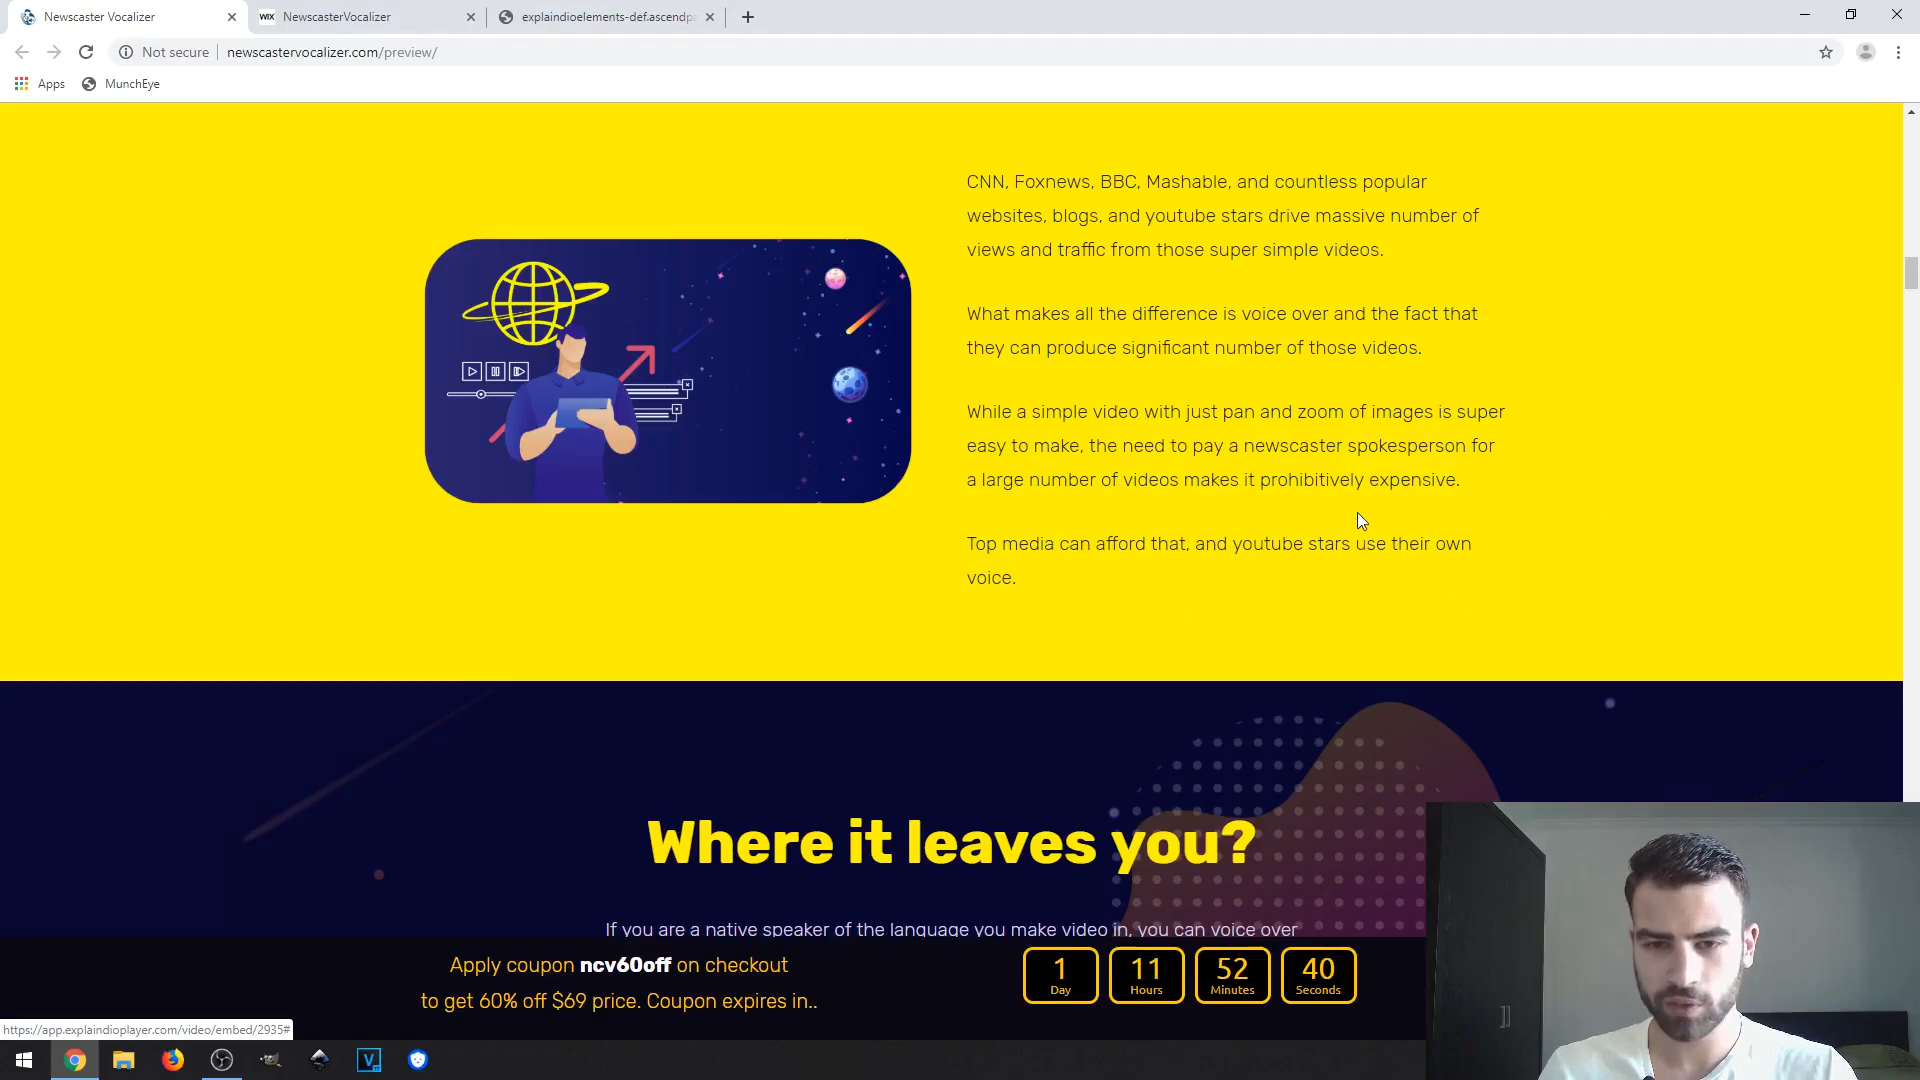 Newscaster Vocalizer
WIX NewscasterVocalizer
explaindioelements-def.ascendpa
Not secure newscastervocalizer.com/preview/
Apps MunchEye
CNN, Foxnews, BBC, Mashable, and countless popular
websites, blogs, and youtube stars drive massive number of
views and traffic from those super simple videos.
What makes all the difference is voice over and the fact that
they can produce significant number of those videos.
While a simple video with just pan and zoom of images is super
easy to make, the need to pay a newscaster spokesperson for
a large number of videos makes it prohibitively expensive.
Top media can afford that, and youtube stars use their own
voice.
Where it leaves you?
If you are a native speaker of the language you make video in, you can voice over
Apply coupon ncv60off on checkout
to get 60% off $69 price. Coupon expires in..
1 11 52 40
Day Hours Minutes Seconds
https://app.explaindioplayer.com/video/embed/2935#